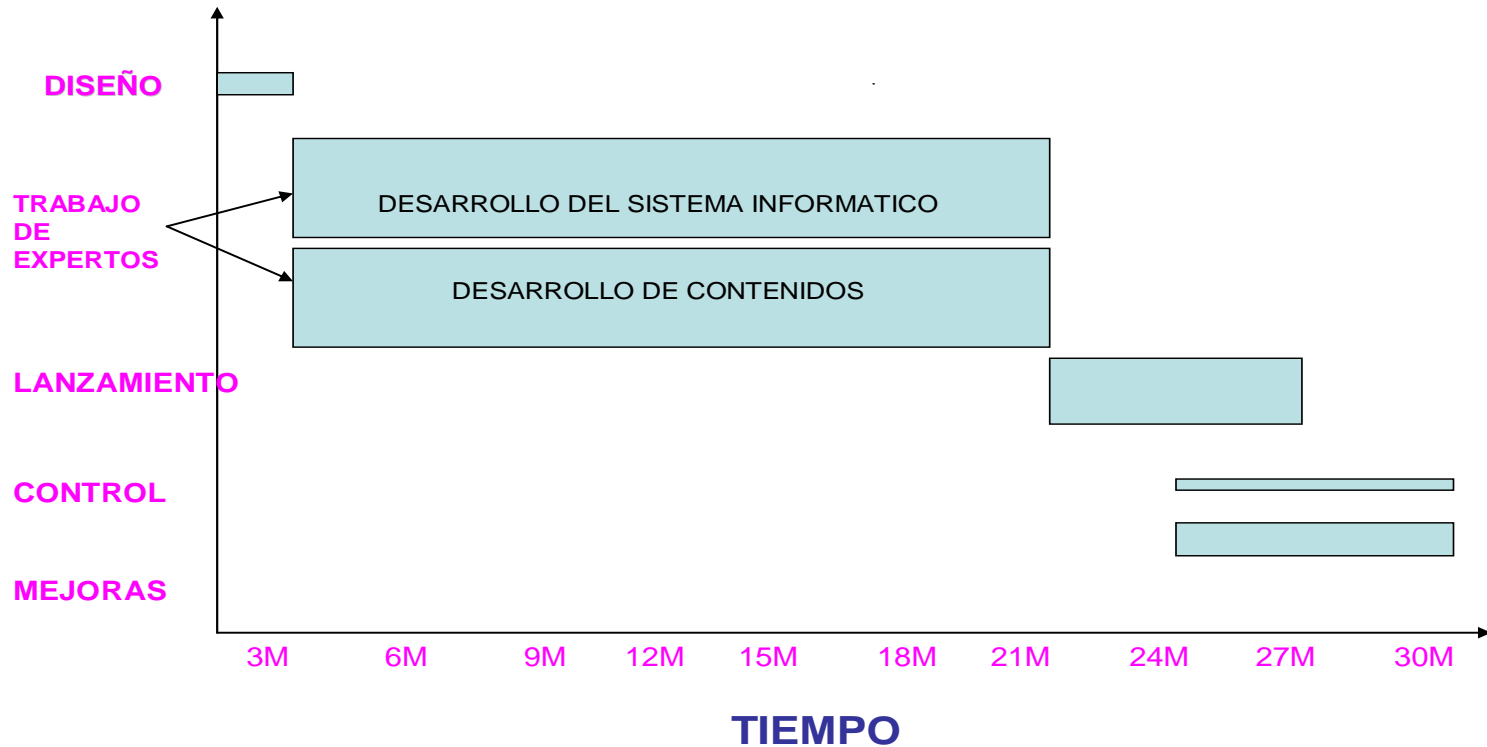 DISEÑO
TRABAJO
DE
EXPERTOS
DESARROLLO DEL SISTEMA INFORMATICO
DESARROLLO DE CONTENIDOS
LANZAMIENTO
CONTROL
MEJORAS
3M 6M 9M 12M 15M 18M 21M 24M 27M 30M
TIEMPO